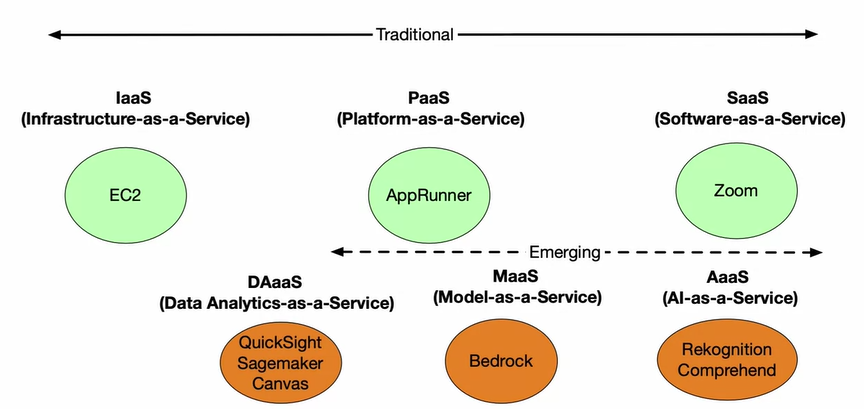 Traditional
IaaS
(Infrastructure-as-a-Service)
PaaS
(Platform-as-a-Service)
SaaS
(Software-as-a-Service)
EC2
AppRunner
Zoom
Emerging
DAaaS
(Data Analytics-as-a-Service)
MaaS
(Model-as-a-Service)
AaaS
(AI-as-a-Service)
QuickSight
Sagemaker
Canvas
Bedrock
Rekognition
Comprehend